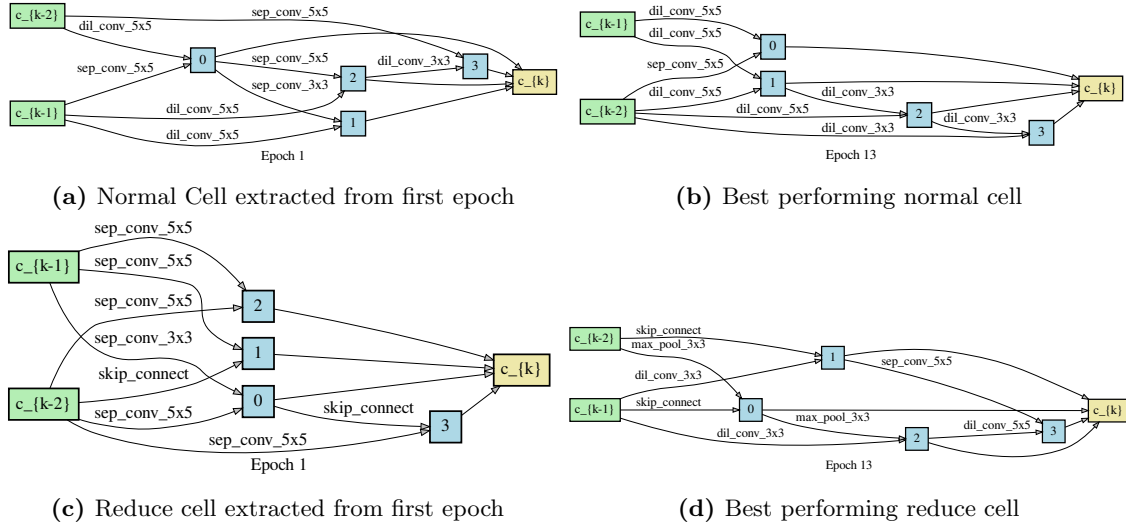 c_{k-2}
dil_conv_5x5
sep_conv_5x5
sep_conv_5x5
c_{k-1}
0
sep_conv_5x5
sep_conv_3x3
dil_conv_3x3
3
2
c_{k}
dil_conv_5x5
dil_conv_5x5
1
Epoch 1
(a) Normal Cell extracted from first epoch
c_{k-1}
dil_conv_5x5
dil_conv_5x5
sep_conv_5x5
0
c_{k-2}
dil_conv_5x5
1
dil_conv_3x3
c_{k}
dil_conv_5x5
2
dil_conv_3x3
dil_conv_3x3
3
Epoch 13
(b) Best performing normal cell
sep_conv_5x5
c_{k-1}
sep_conv_5x5
sep_conv_5x5
2
sep_conv_3x3
1
skip_connect
c_{k}
c_{k-2}
sep_conv_5x5
0
skip_connect
3
sep_conv_5x5
Epoch 1
(c) Reduce cell extracted from first epoch
c_{k-2}
skip_connect
max_pool_3x3
1
sep_conv_5x5
dil_conv_3x3
c_{k-1}
skip_connect
0
max_pool_3x3
c_{k}
dil_conv_3x3
2
dil_conv_5x5
3
Epoch 13
(d) Best performing reduce cell